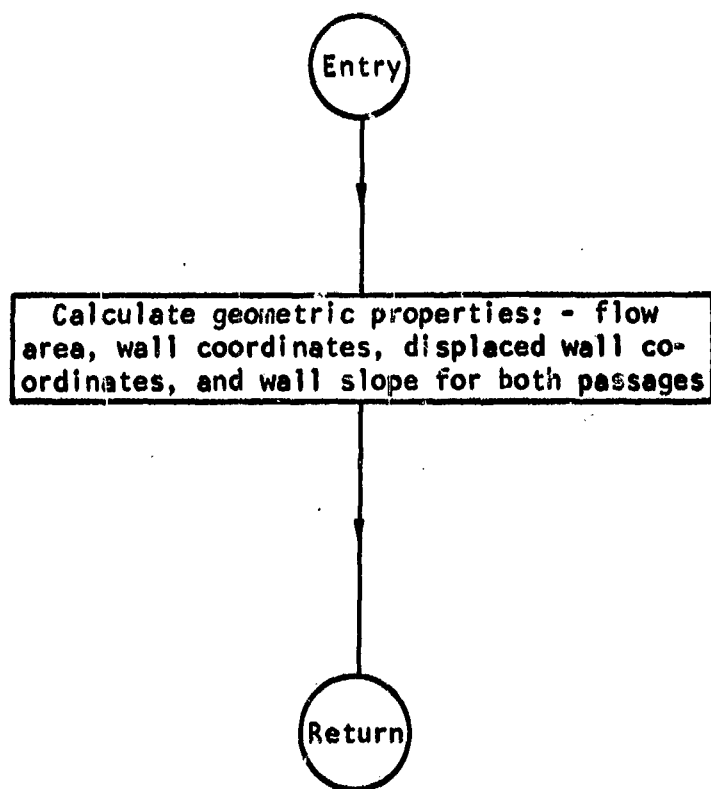 Entry
Calculate geometric properties: - flow
area, wall coordinates, displaced wall co-
ordinates, and wall slope for both passages
Return